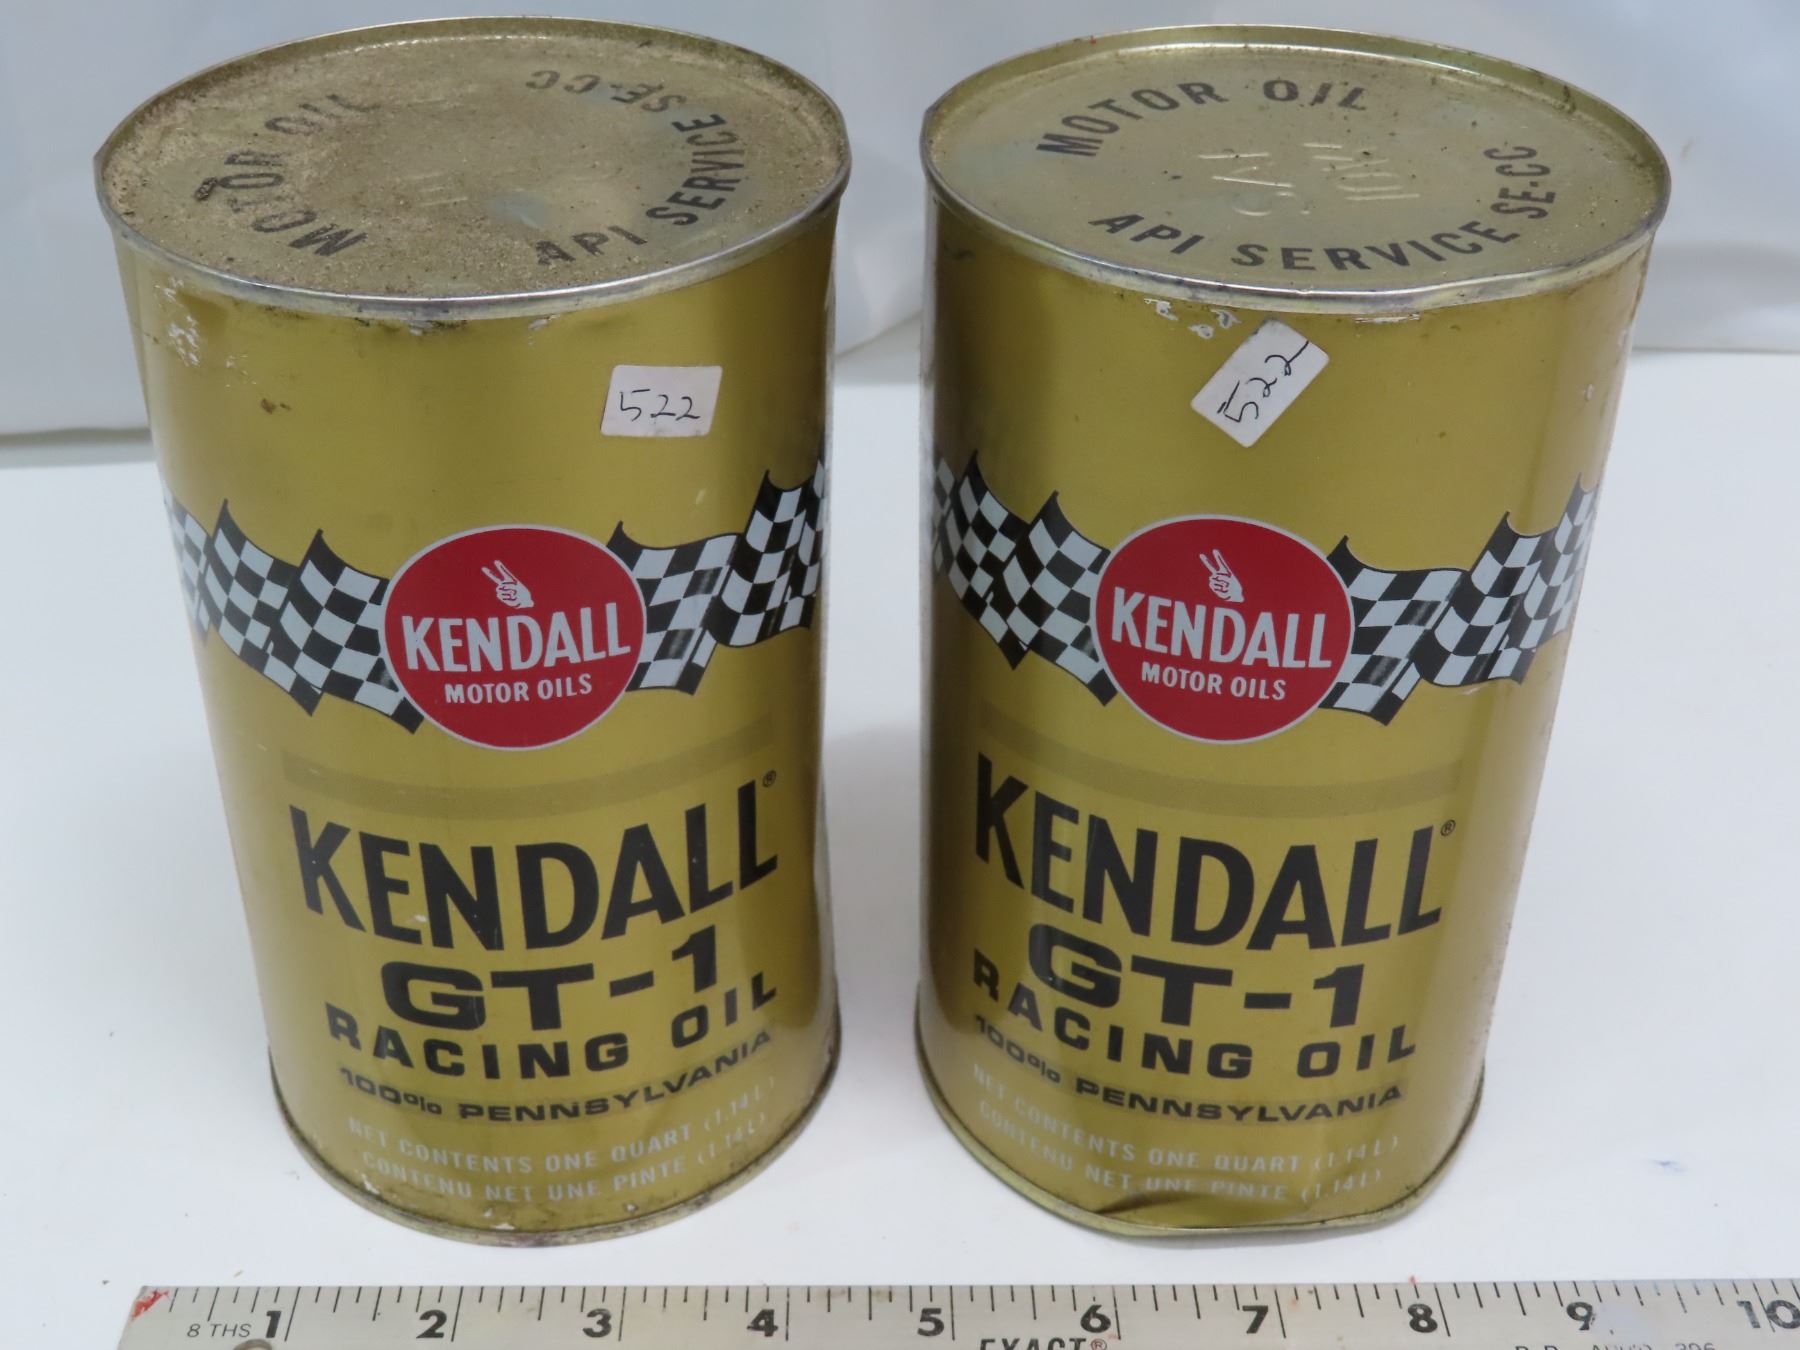 MOTOR OIL
API SERVICE SE-CC
522
KENDALL
MOTOR OILS
KENDALL®
GT-1
RACING OIL
100% PENNSYLVANIA
NET CONTENTS ONE QUART (1.14 L)
CONTENU NET UNE PINTE (1.14 L)
MOTOR OIL
API SERVICE SE-CC
522
KENDALL
MOTOR OILS
KENDALL®
GT-1
RACING OIL
100% PENNSYLVANIA
NET CONTENTS ONE QUART (1.14 L)
CONTENU NET UNE PINTE (1.14 L)
8 THS 1 2 3 4 5 6 7 8 9 10
EXACT®